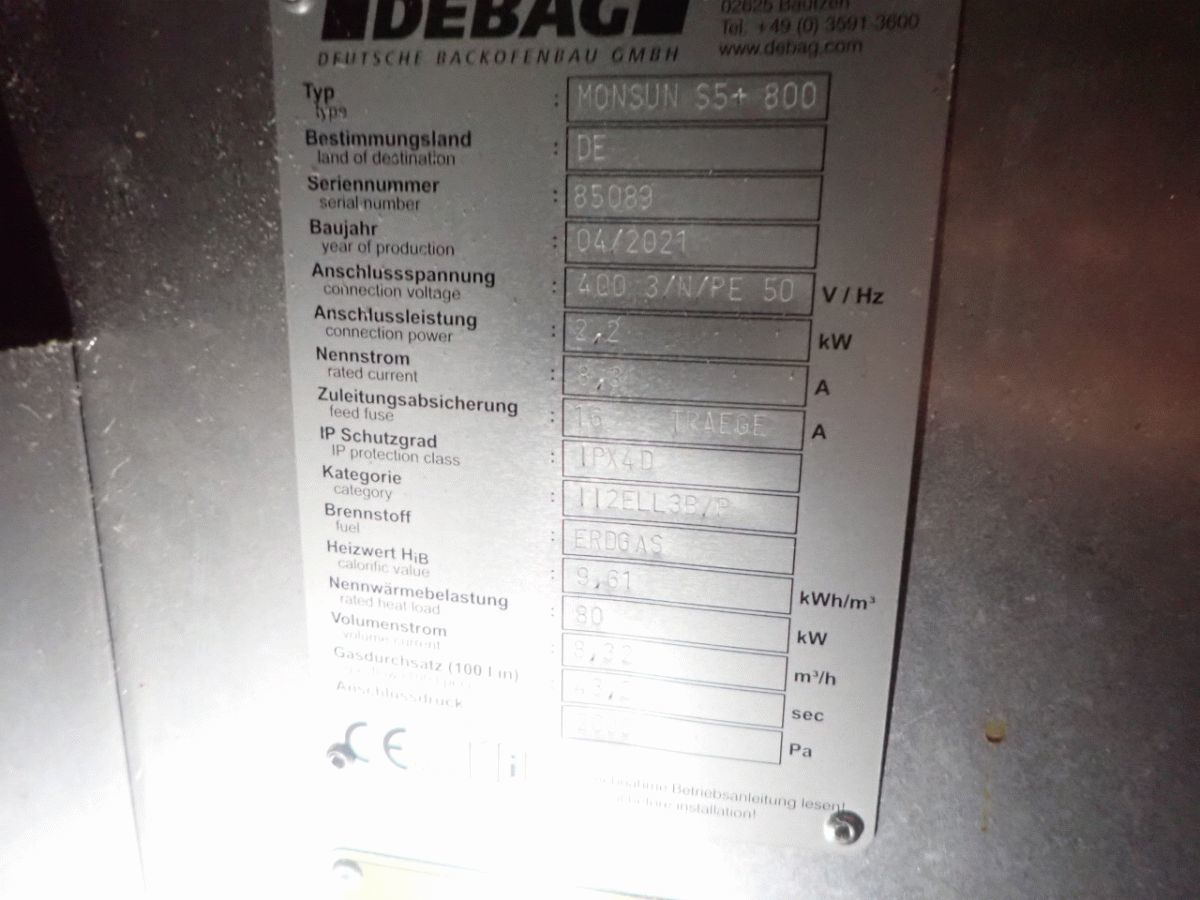 DEBAG
DEUTSCHE BACKOFENBAU GMBH
02625 Bautzen
Tel. +49 (0) 3591 3600
www.debag.com
Typ : MONSUN S5+ 800
type
Bestimmungsland : DE
land of destination
Seriennummer : 85089
serial number
Baujahr : 04/2021
year of production
Anschlussspannung : 400 3/N/PE 50 V / Hz
connection voltage
Anschlussleistung : 2,2 kW
connection power
Nennstrom : A
rated current
Zuleitungsabsicherung : 16 TRAEGE A
feed fuse
IP Schutzgrad : IPX4D
IP protection class
Kategorie : II2ELL3B/P
category
Brennstoff : ERDGAS
fuel
Heizwert HiB : 9,61 kWh/m³
calorific value
Nennwärmebelastung : 80 kW
rated heat load
Volumenstrom : 8,32 m³/h
volume current
Gasdurchsatz (100 l in) : sec
Anschlussdruck Pa
CE
Betriebsanleitung lesen!
before installation!